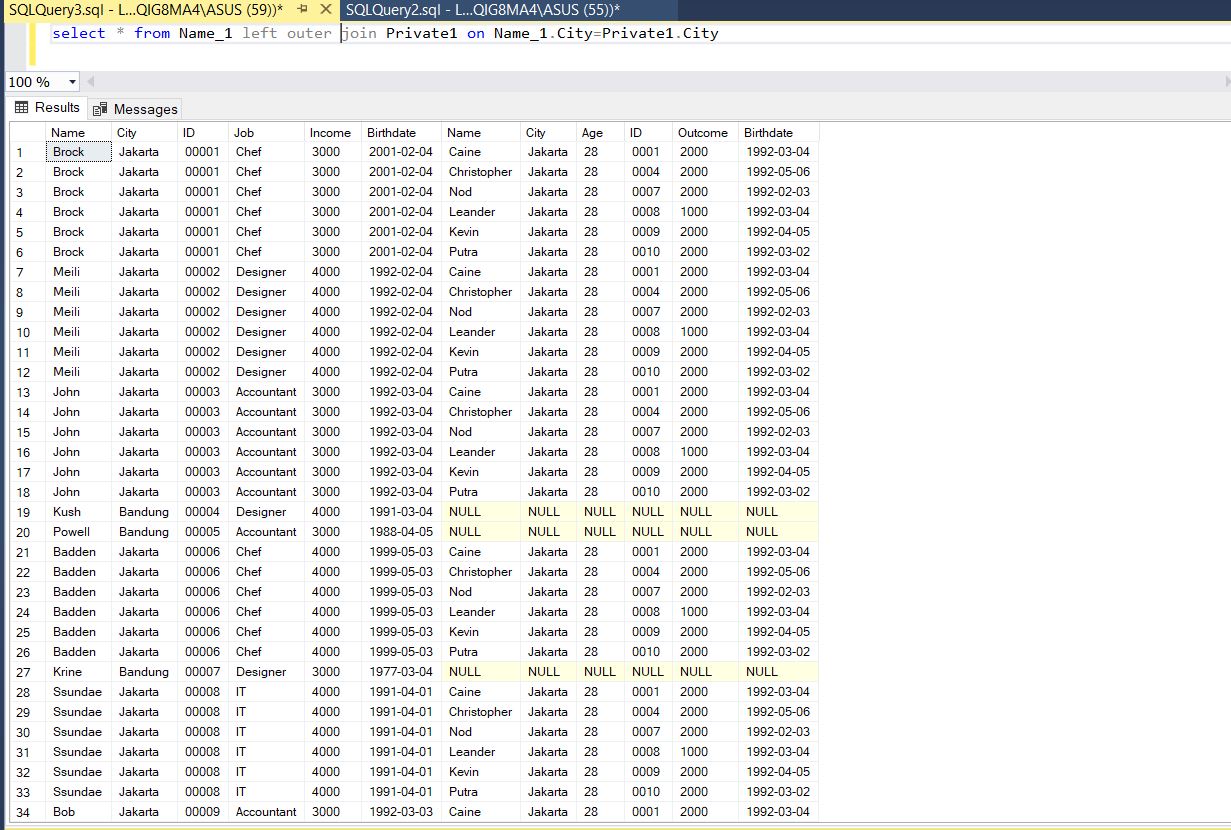 SQLQuery3.sql - L...QIG8MA4\ASUS (59))* SQLQuery2.sql - L...QIG8MA4\ASUS (55))*
select * from Name_1 left outer join Private1 on Name_1.City=Private1.City
100 %
Results Messages
Name City ID Job Income Birthdate Name City Age ID Outcome Birthdate
1 Brock Jakarta 00001 Chef 3000 2001-02-04 Caine Jakarta 28 0001 2000 1992-03-04
2 Brock Jakarta 00001 Chef 3000 2001-02-04 Christopher Jakarta 28 0004 2000 1992-05-06
3 Brock Jakarta 00001 Chef 3000 2001-02-04 Nod Jakarta 28 0007 2000 1992-02-03
4 Brock Jakarta 00001 Chef 3000 2001-02-04 Leander Jakarta 28 0008 1000 1992-03-04
5 Brock Jakarta 00001 Chef 3000 2001-02-04 Kevin Jakarta 28 0009 2000 1992-04-05
6 Brock Jakarta 00001 Chef 3000 2001-02-04 Putra Jakarta 28 0010 2000 1992-03-02
7 Meili Jakarta 00002 Designer 4000 1992-02-04 Caine Jakarta 28 0001 2000 1992-03-04
8 Meili Jakarta 00002 Designer 4000 1992-02-04 Christopher Jakarta 28 0004 2000 1992-05-06
9 Meili Jakarta 00002 Designer 4000 1992-02-04 Nod Jakarta 28 0007 2000 1992-02-03
10 Meili Jakarta 00002 Designer 4000 1992-02-04 Leander Jakarta 28 0008 1000 1992-03-04
11 Meili Jakarta 00002 Designer 4000 1992-02-04 Kevin Jakarta 28 0009 2000 1992-04-05
12 Meili Jakarta 00002 Designer 4000 1992-02-04 Putra Jakarta 28 0010 2000 1992-03-02
13 John Jakarta 00003 Accountant 3000 1992-03-04 Caine Jakarta 28 0001 2000 1992-03-04
14 John Jakarta 00003 Accountant 3000 1992-03-04 Christopher Jakarta 28 0004 2000 1992-05-06
15 John Jakarta 00003 Accountant 3000 1992-03-04 Nod Jakarta 28 0007 2000 1992-02-03
16 John Jakarta 00003 Accountant 3000 1992-03-04 Leander Jakarta 28 0008 1000 1992-03-04
17 John Jakarta 00003 Accountant 3000 1992-03-04 Kevin Jakarta 28 0009 2000 1992-04-05
18 John Jakarta 00003 Accountant 3000 1992-03-04 Putra Jakarta 28 0010 2000 1992-03-02
19 Kush Bandung 00004 Designer 4000 1991-03-04 NULL NULL NULL NULL NULL NULL
20 Powell Bandung 00005 Accountant 3000 1988-04-05 NULL NULL NULL NULL NULL NULL
21 Badden Jakarta 00006 Chef 4000 1999-05-03 Caine Jakarta 28 0001 2000 1992-03-04
22 Badden Jakarta 00006 Chef 4000 1999-05-03 Christopher Jakarta 28 0004 2000 1992-05-06
23 Badden Jakarta 00006 Chef 4000 1999-05-03 Nod Jakarta 28 0007 2000 1992-02-03
24 Badden Jakarta 00006 Chef 4000 1999-05-03 Leander Jakarta 28 0008 1000 1992-03-04
25 Badden Jakarta 00006 Chef 4000 1999-05-03 Kevin Jakarta 28 0009 2000 1992-04-05
26 Badden Jakarta 00006 Chef 4000 1999-05-03 Putra Jakarta 28 0010 2000 1992-03-02
27 Krine Bandung 00007 Designer 3000 1977-03-04 NULL NULL NULL NULL NULL NULL
28 Ssundae Jakarta 00008 IT 4000 1991-04-01 Caine Jakarta 28 0001 2000 1992-03-04
29 Ssundae Jakarta 00008 IT 4000 1991-04-01 Christopher Jakarta 28 0004 2000 1992-05-06
30 Ssundae Jakarta 00008 IT 4000 1991-04-01 Nod Jakarta 28 0007 2000 1992-02-03
31 Ssundae Jakarta 00008 IT 4000 1991-04-01 Leander Jakarta 28 0008 1000 1992-03-04
32 Ssundae Jakarta 00008 IT 4000 1991-04-01 Kevin Jakarta 28 0009 2000 1992-04-05
33 Ssundae Jakarta 00008 IT 4000 1991-04-01 Putra Jakarta 28 0010 2000 1992-03-02
34 Bob Jakarta 00009 Accountant 3000 1992-03-03 Caine Jakarta 28 0001 2000 1992-03-04